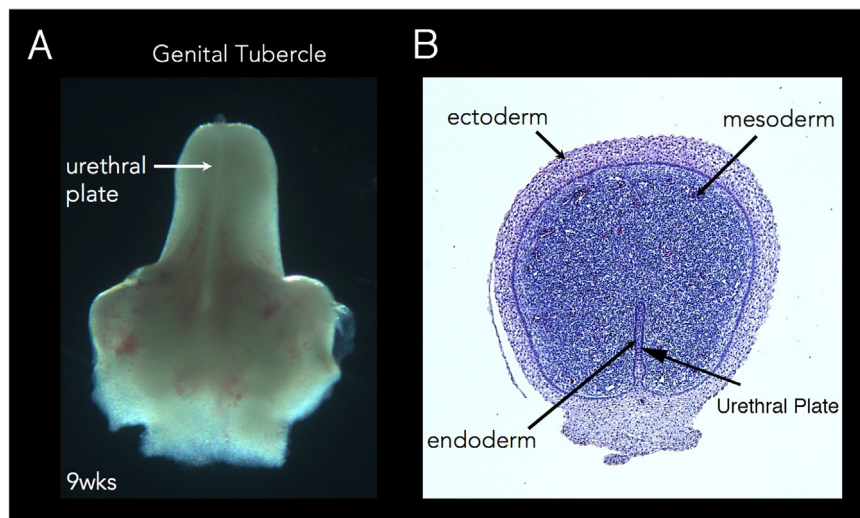 A
Genital Tubercle
urethral
plate
9wks
B
ectoderm
mesoderm
endoderm
Urethral Plate